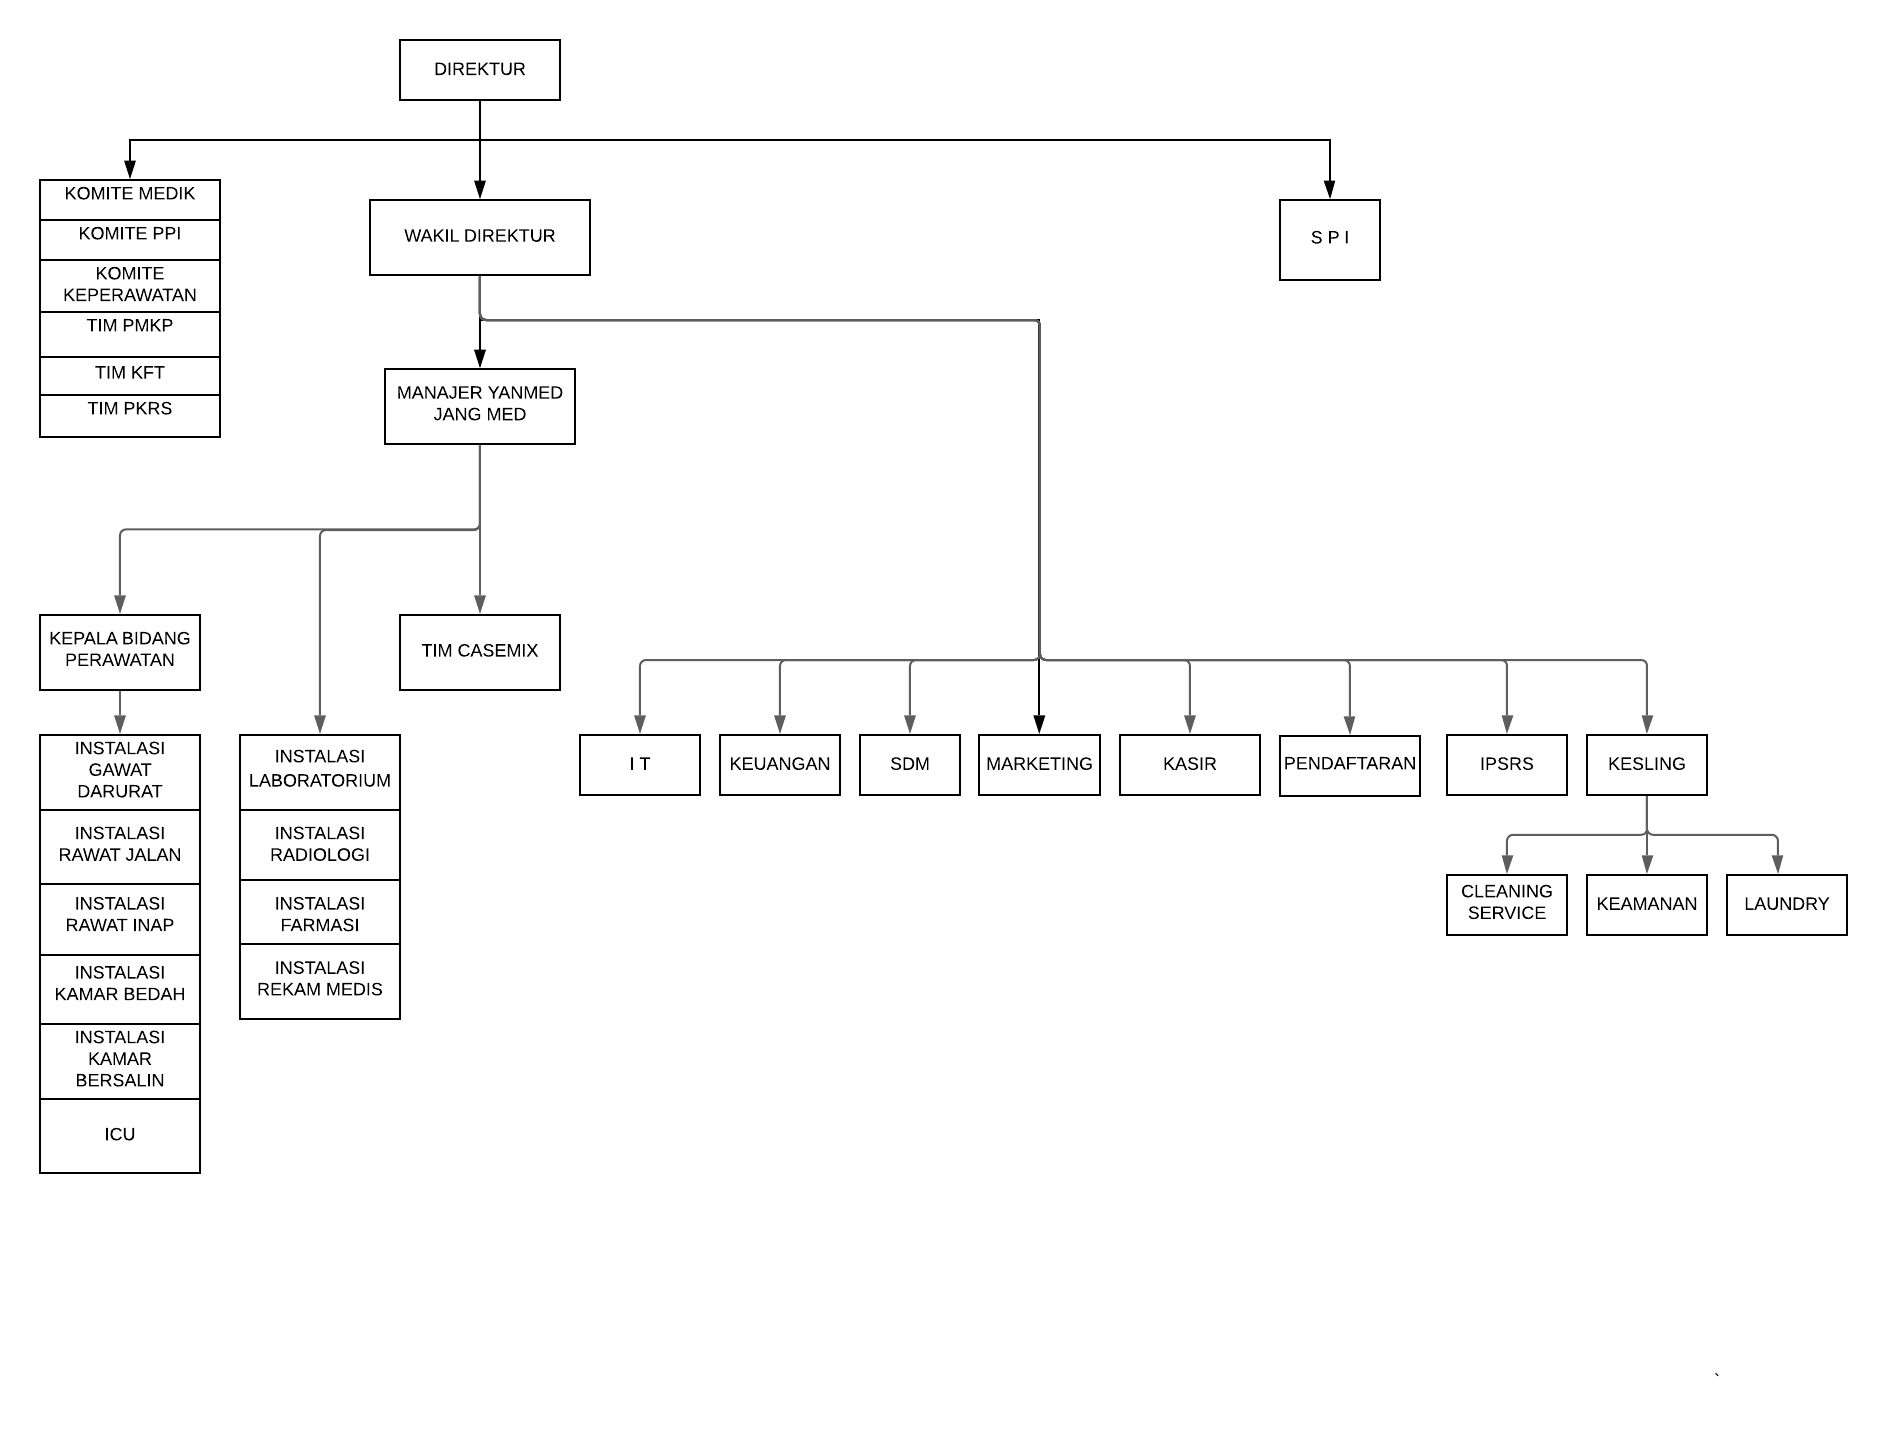 DIREKTUR
KOMITE MEDIK
KOMITE PPI
KOMITE
KEPERAWATAN
TIM PMKP
TIM KFT
TIM PKRS
WAKIL DIREKTUR
S P I
MANAJER YANMED
JANG MED
KEPALA BIDANG
PERAWATAN
TIM CASEMIX
INSTALASI
GAWAT
DARURAT
INSTALASI
RAWAT JALAN
INSTALASI
RAWAT INAP
INSTALASI
KAMAR BEDAH
INSTALASI
KAMAR
BERSALIN
ICU
INSTALASI
LABORATORIUM
INSTALASI
RADIOLOGI
INSTALASI
FARMASI
INSTALASI
REKAM MEDIS
I T
KEUANGAN
SDM
MARKETING
KASIR
PENDAFTARAN
IPSRS
KESLING
CLEANING
SERVICE
KEAMANAN
LAUNDRY
`